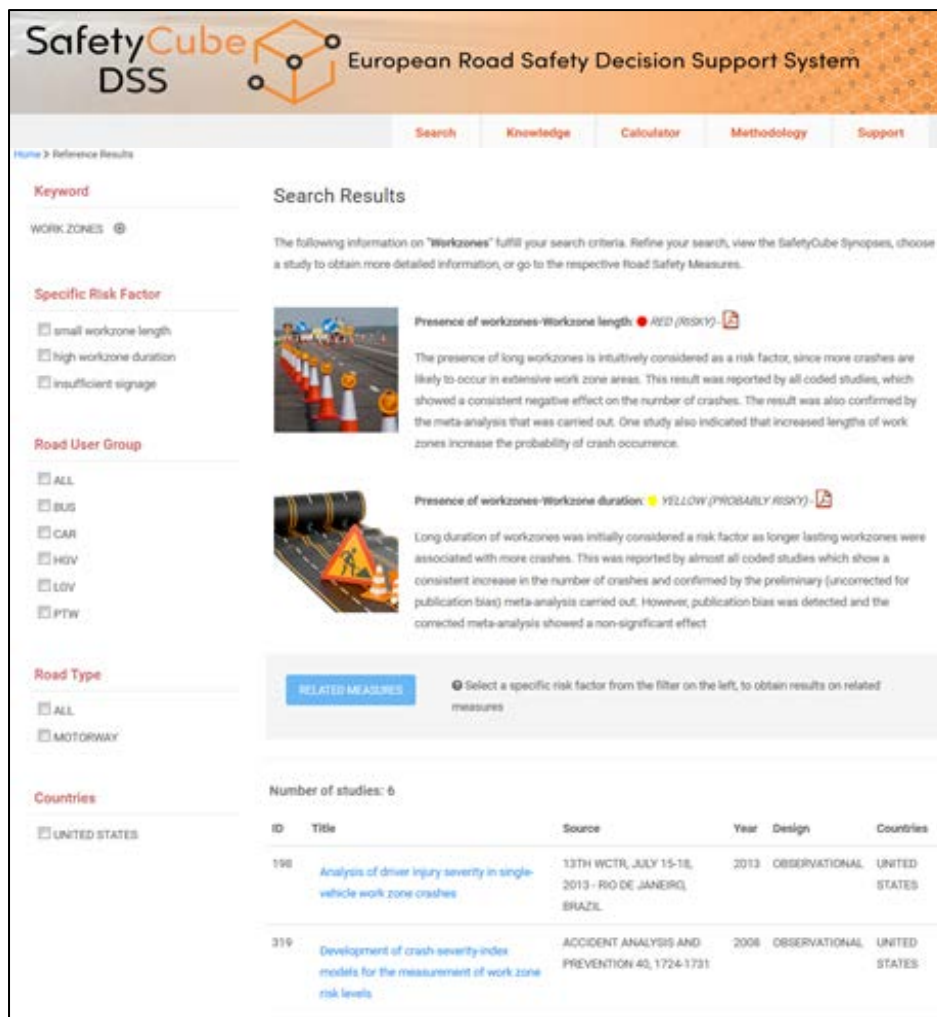 SafetyCube
DSS
European Road Safety Decision Support System
Search Knowledge Calculator Methodology Support
Home > Reference Results
Keyword
WORK ZONES
Specific Risk Factor
small workzone length
high workzone duration
insufficient signage
Road User Group
ALL
BUS
CAR
HGV
LGV
PTW
Road Type
ALL
MOTORWAY
Countries
UNITED STATES
Search Results
The following information on "Workzones" fulfill your search criteria. Refine your search, view the SafetyCube Synopses, choose
a study to obtain more detailed information, or go to the respective Road Safety Measures.
Presence of workzones-Workzone length: RED (RISKY) -
The presence of long workzones is intuitively considered as a risk factor, since more crashes are
likely to occur in extensive work zone areas. This result was reported by all coded studies, which
showed a consistent negative effect on the number of crashes. The result was also confirmed by
the meta-analysis that was carried out. One study also indicated that increased lengths of work
zones increase the probability of crash occurrence.
Presence of workzones-Workzone duration: YELLOW (PROBABLY RISKY) -
Long duration of workzones was initially considered a risk factor as longer lasting workzones were
associated with more crashes. This was reported by almost all coded studies which show a
consistent increase in the number of crashes and confirmed by the preliminary (uncorrected for
publication bias) meta-analysis carried out. However, publication bias was detected and the
corrected meta-analysis showed a non-significant effect
RELATED MEASURES
Select a specific risk factor from the filter on the left, to obtain results on related
measures
Number of studies: 6
ID Title Source Year Design Countries
198 Analysis of driver injury severity in single-
vehicle work zone crashes
13TH WCTR, JULY 15-18,
2013 - RIO DE JANEIRO,
BRAZIL
2013 OBSERVATIONAL UNITED
STATES
319 Development of crash-severity-index
models for the measurement of work zone
risk levels
ACCIDENT ANALYSIS AND
PREVENTION 40, 1724-1731
2008 OBSERVATIONAL UNITED
STATES